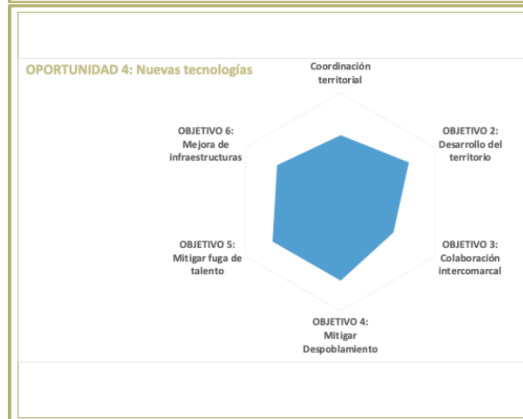 OPORTUNIDAD 4: Nuevas tecnologías
Coordinación
territorial
OBJETIVO 6:
Mejora de
infraestructuras
OBJETIVO 2:
Desarrollo del
territorio
OBJETIVO 5:
Mitigar fuga de
talento
OBJETIVO 3:
Colaboración
intercomarcal
OBJETIVO 4:
Mitigar
Despoblamiento